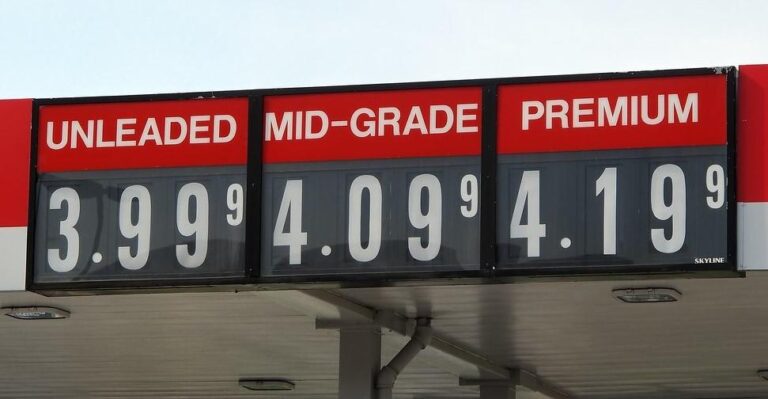 UNLEADED
3.99 9
MID-GRADE
4.09 9
PREMIUM
4.19 9
SKYLINE